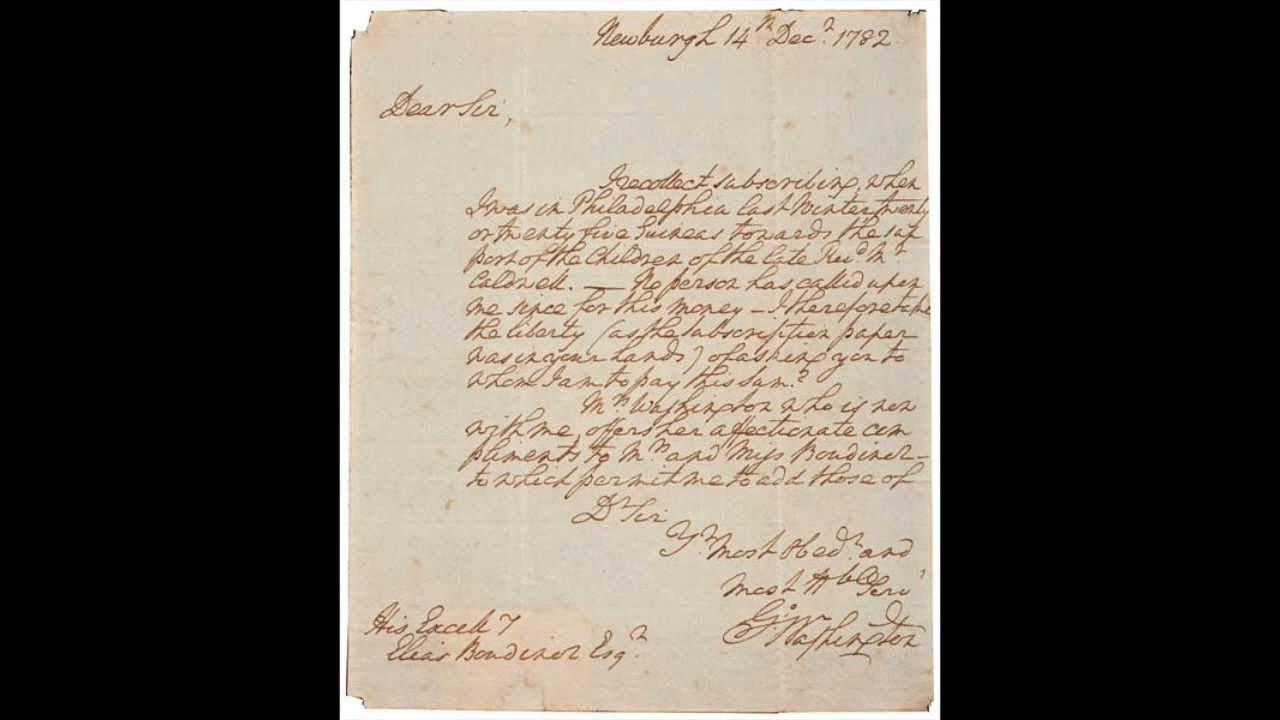 Newburgh 14th Decr. 1782
Dear Sir,
I recollect subscribing, when
I was in Philadelphia last Winter, twenty
or twenty five Guineas towards the sup
port of the Children of the late Revd. Mr.
Caldwell. — No person has called upon
me since for this money — I therefore take
the liberty (as the subscription paper
was in your hands) of asking you to
whom I am to pay this sum.?
Mrs. Washington who is now
with me, offers her affectionate com
pliments to Mrs. and Miss Boudinot —
to which permit me to add those of
Dr Sir
Yr. Most Obedt. and
most Hble Serv
Go: Washington
His Excelly
Elias Boudinot Esqr.